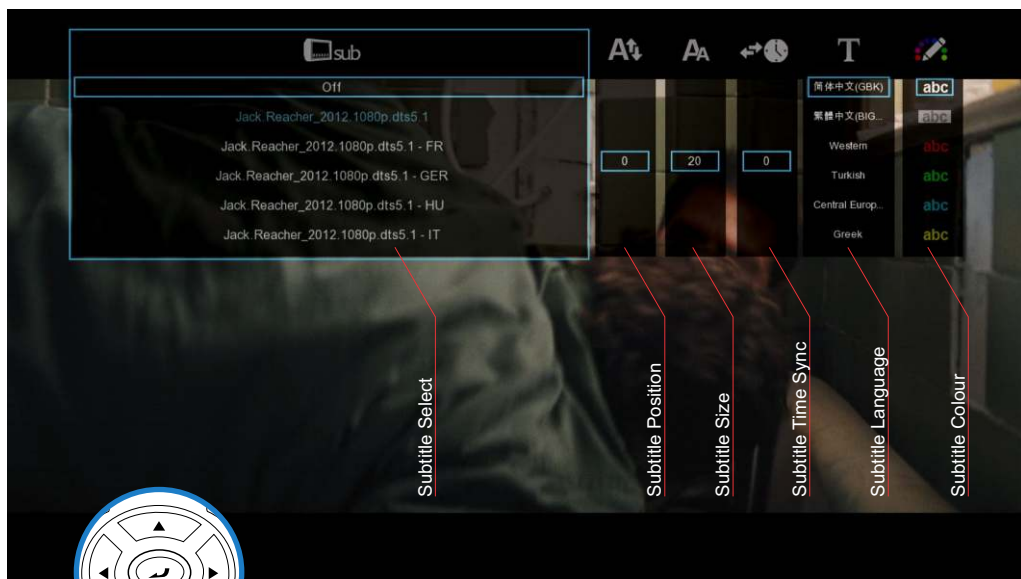 sub
Off
Jack.Reacher_2012.1080p.dts5.1
Jack.Reacher_2012.1080p.dts5.1 - FR
Jack.Reacher_2012.1080p.dts5.1 - GER
Jack.Reacher_2012.1080p.dts5.1 - HU
Jack.Reacher_2012.1080p.dts5.1 - IT
A
0
AA
20
0
T
简体中文(GBK)
繁體中文(BIG...
Western
Turkish
Central Europ...
Greek
abc
abc
abc
abc
abc
abc
Subtitle Select
Subtitle Position
Subtitle Size
Subtitle Time Sync
Subtitle Language
Subtitle Colour